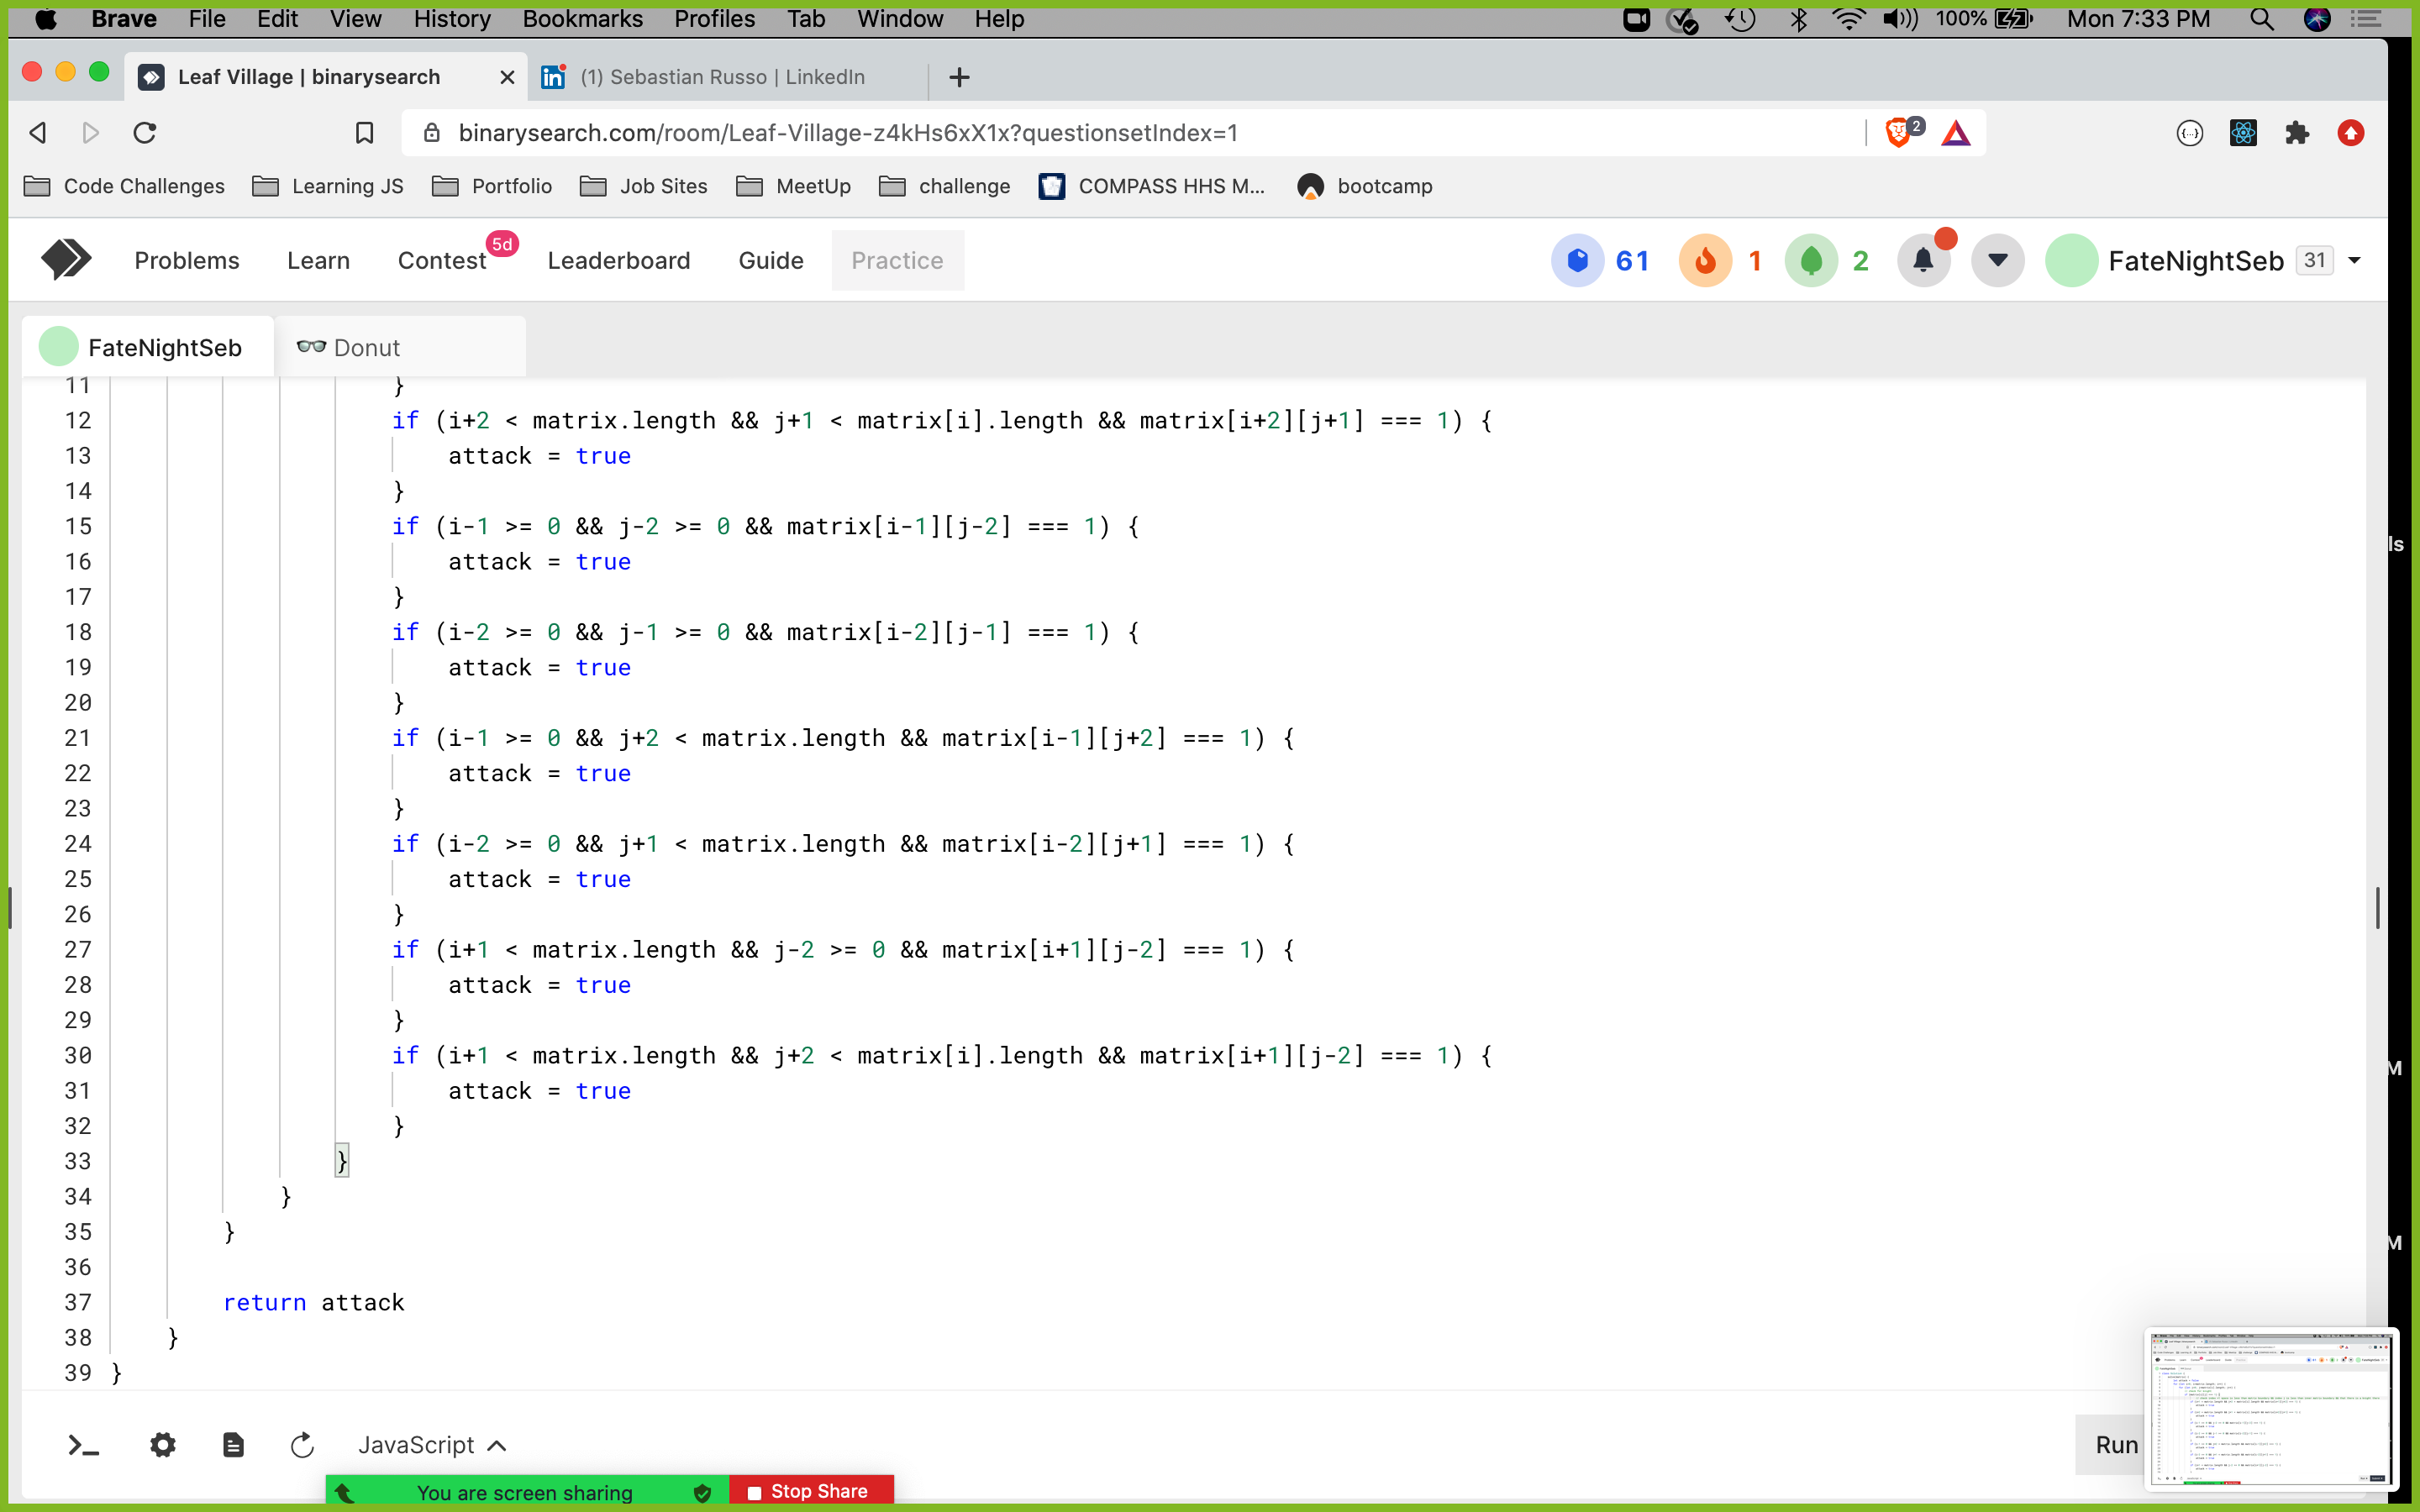 Brave File Edit View History Bookmarks Profiles Tab Window Help 100% Mon 7:33 PM
Leaf Village | binarysearch (1) Sebastian Russo | LinkedIn
binarysearch.com/room/Leaf-Village-z4kHs6xX1x?questionsetIndex=1 2
Code Challenges Learning JS Portfolio Job Sites MeetUp challenge COMPASS HHS M... bootcamp
Problems Learn Contest 5d Leaderboard Guide Practice 61 1 2 FateNightSeb 31
FateNightSeb Donut
11 }
12 if (i+2 < matrix.length && j+1 < matrix[i].length && matrix[i+2][j+1] === 1) {
13 attack = true
14 }
15 if (i-1 >= 0 && j-2 >= 0 && matrix[i-1][j-2] === 1) {
16 attack = true
17 }
18 if (i-2 >= 0 && j-1 >= 0 && matrix[i-2][j-1] === 1) {
19 attack = true
20 }
21 if (i-1 >= 0 && j+2 < matrix.length && matrix[i-1][j+2] === 1) {
22 attack = true
23 }
24 if (i-2 >= 0 && j+1 < matrix.length && matrix[i-2][j+1] === 1) {
25 attack = true
26 }
27 if (i+1 < matrix.length && j-2 >= 0 && matrix[i+1][j-2] === 1) {
28 attack = true
29 }
30 if (i+1 < matrix.length && j+2 < matrix[i].length && matrix[i+1][j-2] === 1) {
31 attack = true
32 }
33 }
34 }
35 }
36
37 return attack
38 }
39 }
JavaScript Run
You are screen sharing Stop Share
ls
M
M